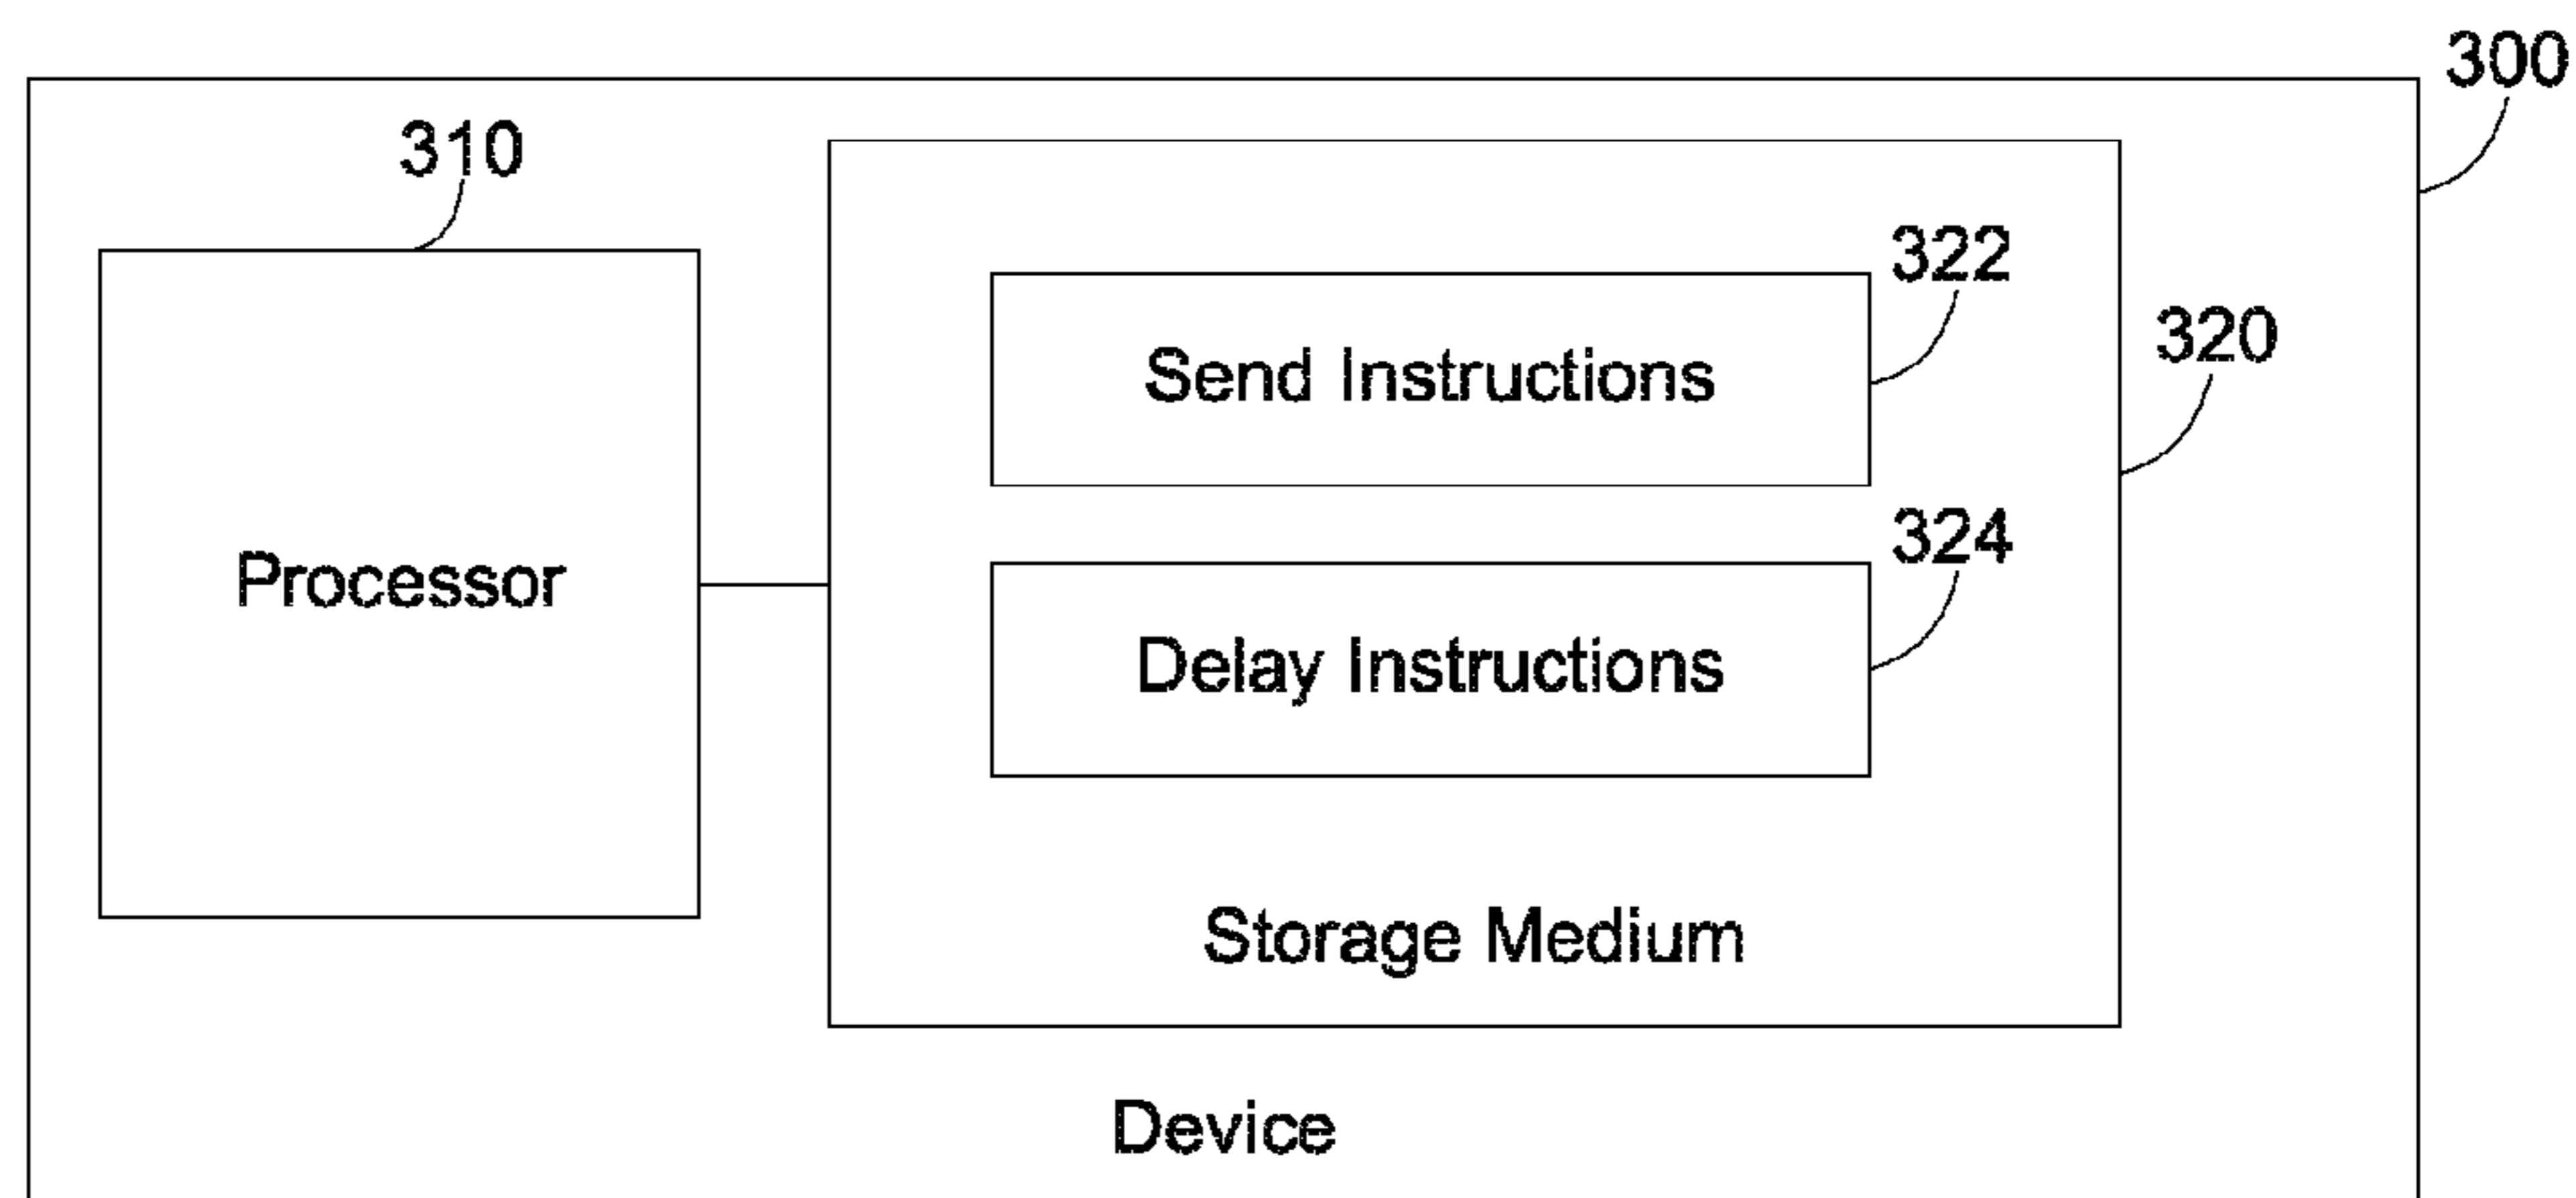 300
310
322
Send Instructions
320
324
Processor
Delay Instructions
Storage Medium
Device